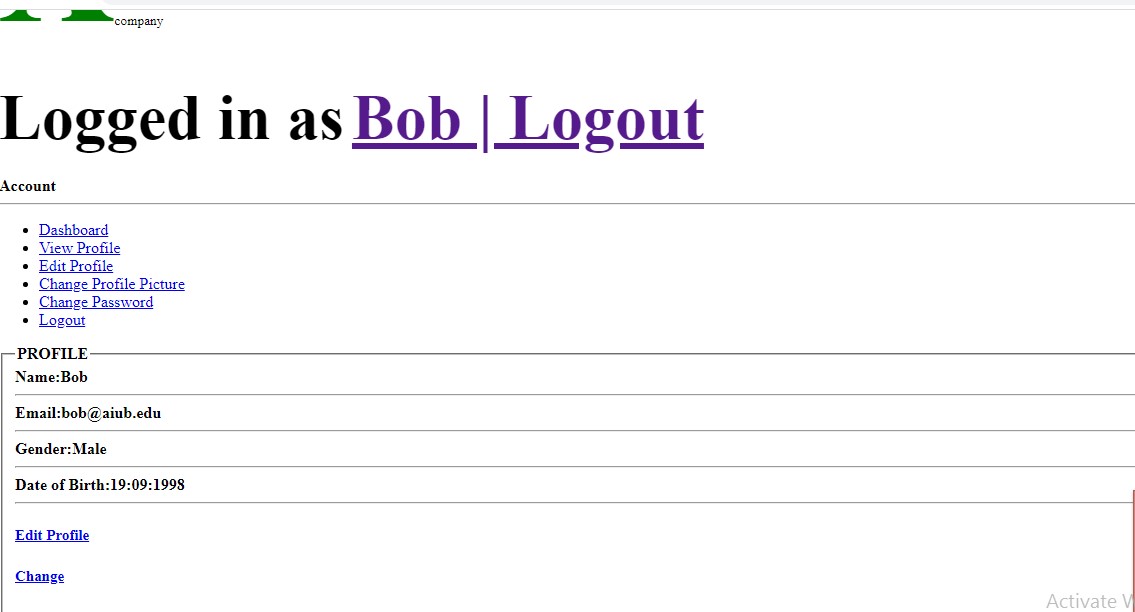 company
Logged in as Bob | Logout
Account
Dashboard
View Profile
Edit Profile
Change Profile Picture
Change Password
Logout
PROFILE
Name:Bob
Email:bob@aiub.edu
Gender:Male
Date of Birth:19:09:1998
Edit Profile
Change
Activate